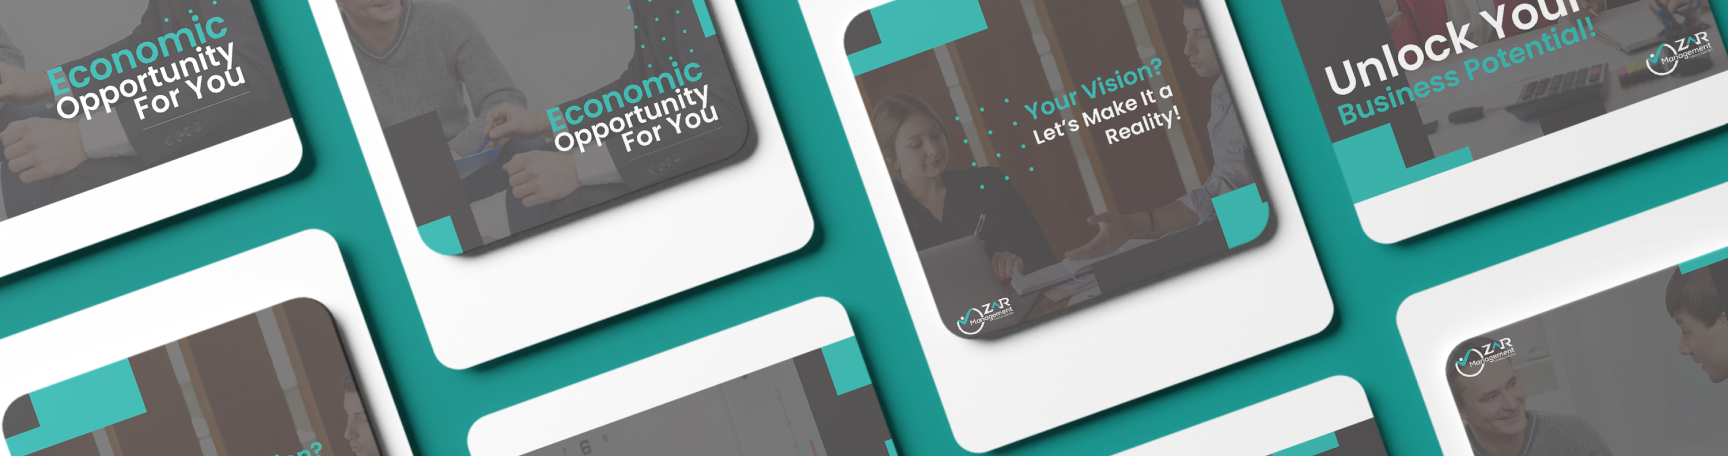 Economic
Opportunity
For You
Economic
Opportunity
For You
Your Vision?
Let's Make It a
Reality!
ZAR
Management
Unlock Your
Business Potential!
ZAR
Management
ZAR
Management
6